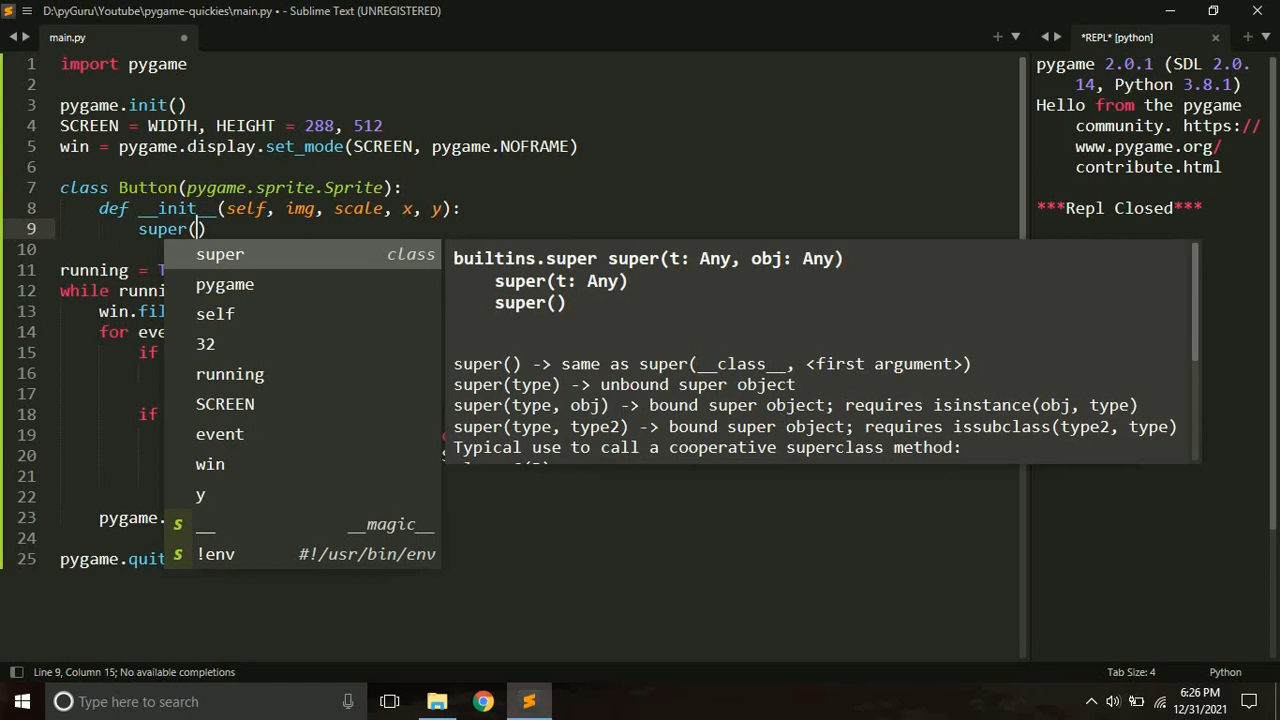 D:\pyGuru\Youtube\pygame-quickies\main.py • - Sublime Text (UNREGISTERED)
main.py
*REPL* [python]
1 import pygame
2
3 pygame.init()
4 SCREEN = WIDTH, HEIGHT = 288, 512
5 win = pygame.display.set_mode(SCREEN, pygame.NOFRAME)
6
7 class Button(pygame.sprite.Sprite):
8 def __init__(self, img, scale, x, y):
9 super()
10
11 running = T
12 while runni
13 win.fil
14 for eve
15 if
16
17
18 if
19
20
21
22
23 pygame.
24
25 pygame.quit
super class
pygame
self
32
running
SCREEN
event
win
y
S __ __magic__
S !env #!/usr/bin/env
builtins.super super(t: Any, obj: Any)
super(t: Any)
super()
super() -> same as super(__class__, <first argument>)
super(type) -> unbound super object
super(type, obj) -> bound super object; requires isinstance(obj, type)
super(type, type2) -> bound super object; requires issubclass(type2, type)
Typical use to call a cooperative superclass method:
pygame 2.0.1 (SDL 2.0.
14, Python 3.8.1)
Hello from the pygame
community. https://
www.pygame.org/
contribute.html
***Repl Closed***
Line 9, Column 15; No available completions
Tab Size: 4
Python
Type here to search
6:26 PM
12/31/2021